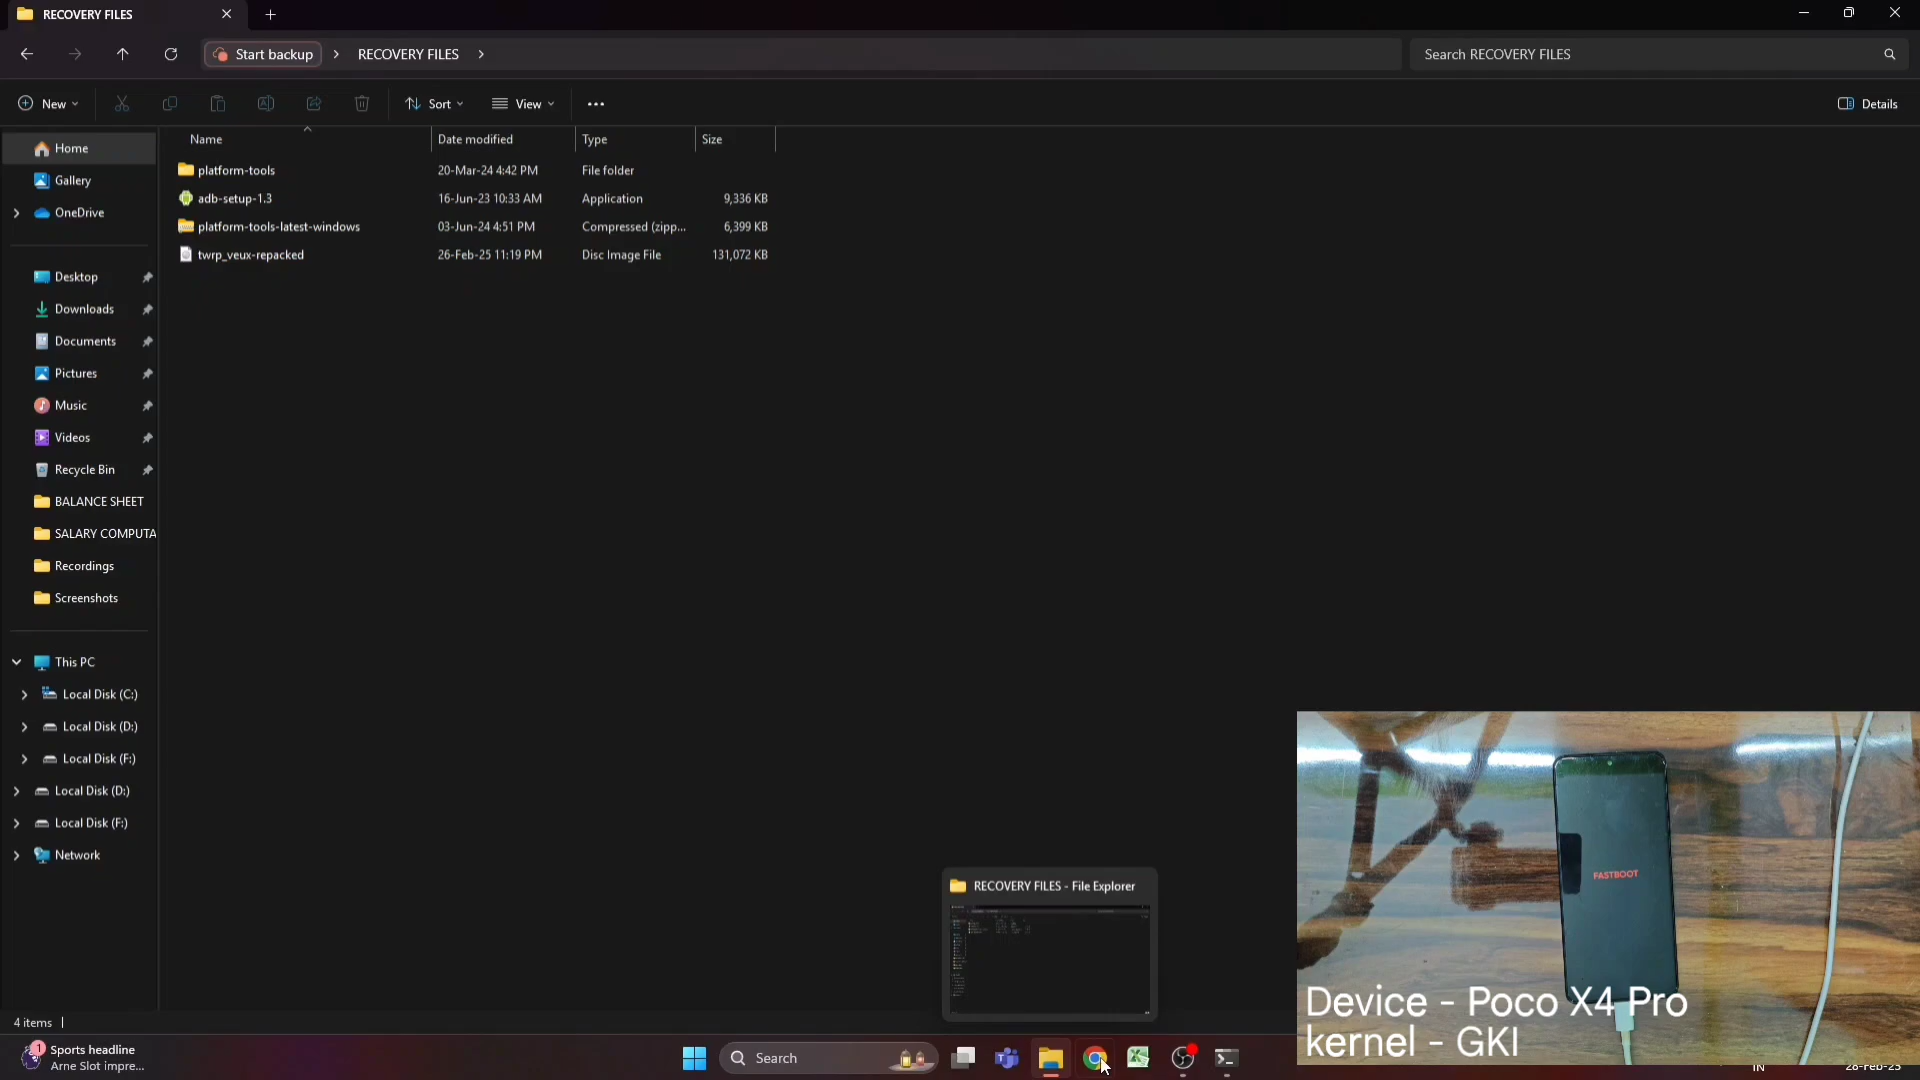 RECOVERY FILES
Start backup
RECOVERY FILES
Search RECOVERY FILES
New
Sort
View
Details
Home
Gallery
OneDrive
Desktop
Downloads
Documents
Pictures
Music
Videos
Recycle Bin
BALANCE SHEET
SALARY COMPUTA
Recordings
Screenshots
This PC
Local Disk (C:)
Local Disk (D:)
Local Disk (F:)
Local Disk (D:)
Local Disk (F:)
Network
Name Date modified Type Size
platform-tools 20-Mar-24 4:42 PM File folder
adb-setup-1.3 16-Jun-23 10:33 AM Application 9,336 KB
platform-tools-latest-windows 03-Jun-24 4:51 PM Compressed (zipp... 6,399 KB
twrp_veux-repacked 26-Feb-25 11:19 PM Disc Image File 131,072 KB
RECOVERY FILES - File Explorer
FASTBOOT
Device - Poco X4 Pro
kernel - GKI
4 items
1
Sports headline
Arne Slot impre...
Search
IN
28-Feb-25